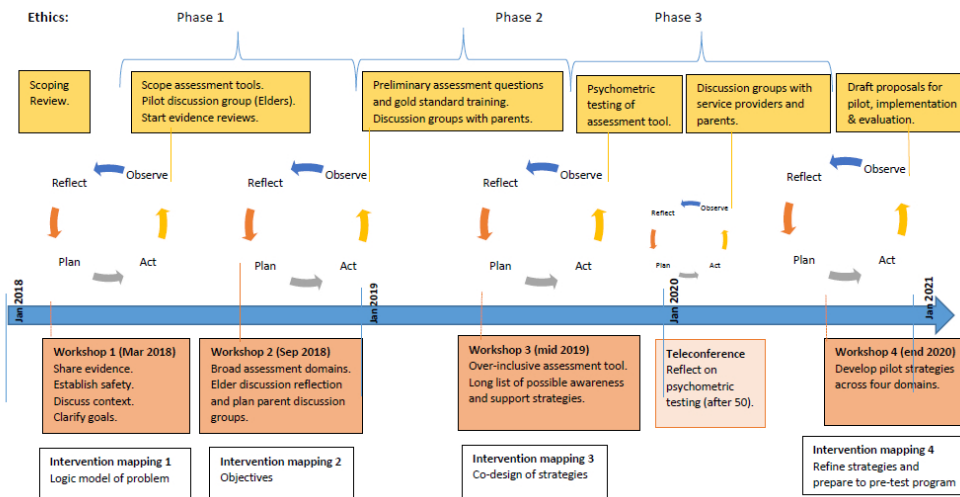 Ethics:
Phase 1
Phase 2
Phase 3
Scoping
Review.
Scope assessment tools.
Pilot discussion group (Elders).
Start evidence reviews.
Preliminary assessment questions
and gold standard training.
Discussion groups with parents.
Psychometric
testing of
assessment tool.
Discussion groups with
service providers and
parents.
Draft proposals for
pilot, implementation
& evaluation.
Reflect
Observe
Plan
Act
Reflect
Observe
Plan
Act
Reflect
Observe
Plan
Act
Reflect
Observe
Plan
Act
Reflect
Observe
Plan
Act
Jan 2018
Jan 2019
Jan 2020
Jan 2021
Workshop 1 (Mar 2018)
Share evidence.
Establish safety.
Discuss context.
Clarify goals.
Workshop 2 (Sep 2018)
Broad assessment domains.
Elder discussion reflection
and plan parent discussion
groups.
Workshop 3 (mid 2019)
Over-inclusive assessment tool.
Long list of possible awareness
and support strategies.
Teleconference
Reflect on
psychometric
testing (after 50).
Workshop 4 (end 2020)
Develop pilot strategies
across four domains.
Intervention mapping 1
Logic model of problem
Intervention mapping 2
Objectives
Intervention mapping 3
Co-design of strategies
Intervention mapping 4
Refine strategies and
prepare to pre-test program